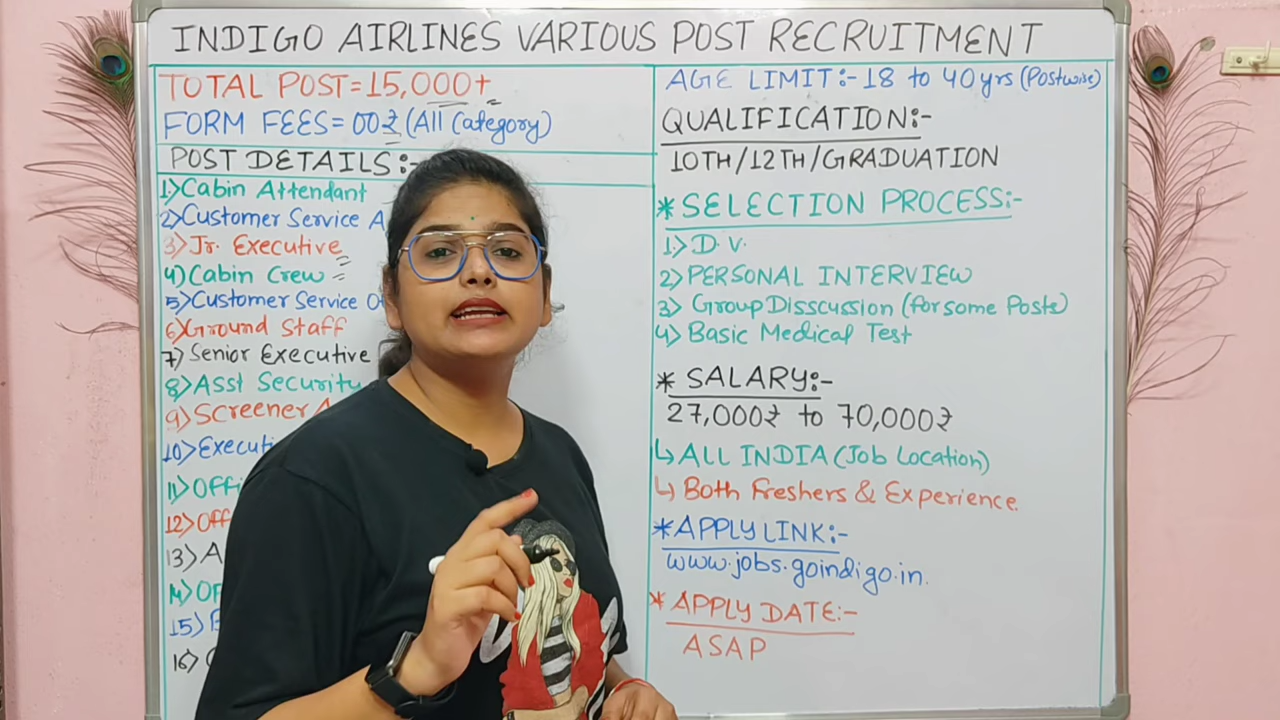 INDIGO AIRLINES VARIOUS POST RECRUITMENT
TOTAL POST=15,000+
FORM FEES=00₹ (All Category)
POST DETAILS:-
1>Cabin Attendant
2>Customer Service A
3>Jr. Executive
4)Cabin Crew
5>Customer Service
6>Ground Staff
7> Senior Executive
8>Asst Security
9>Screener
10>Executi
11>Offi
12>Off
13>A
14>Of
15>
16>
AGE LIMIT:-18 to 40yrs(Postwise)
QUALIFICATION:-
10TH/12TH/GRADUATION
*SELECTION PROCESS:-
1.>D.V.
2)PERSONAL INTERVIEW
3>Group Disscussion (for some Posts)
4)Basic Medical Test
* SALARY:-
27,000₹ to 70,000₹
↳ALL INDIA(Job Location)
↳Both Freshers & Experience.
*APPLY LINK:-
www.jobs.goindigo.in.
*APPLY DATE:-
ASAP